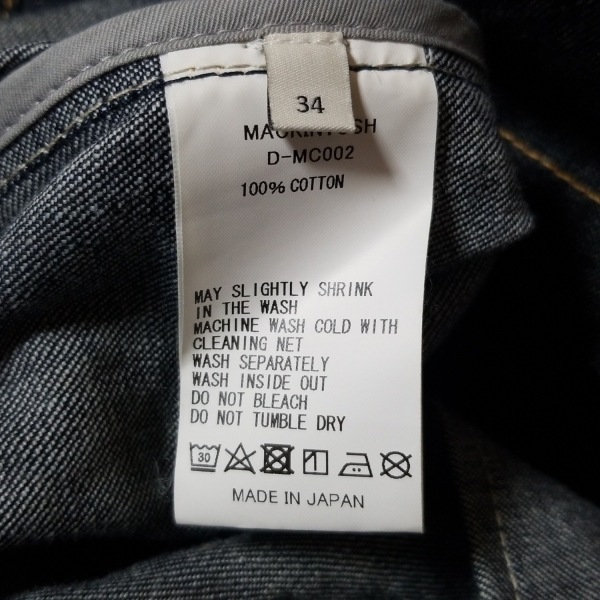 34
MACKINTOSH
D-MC002
100% COTTON
MAY SLIGHTLY SHRINK
IN THE WASH
MACHINE WASH COLD WITH
CLEANING NET
WASH SEPARATELY
WASH INSIDE OUT
DO NOT BLEACH
DO NOT TUMBLE DRY
30
MADE IN JAPAN